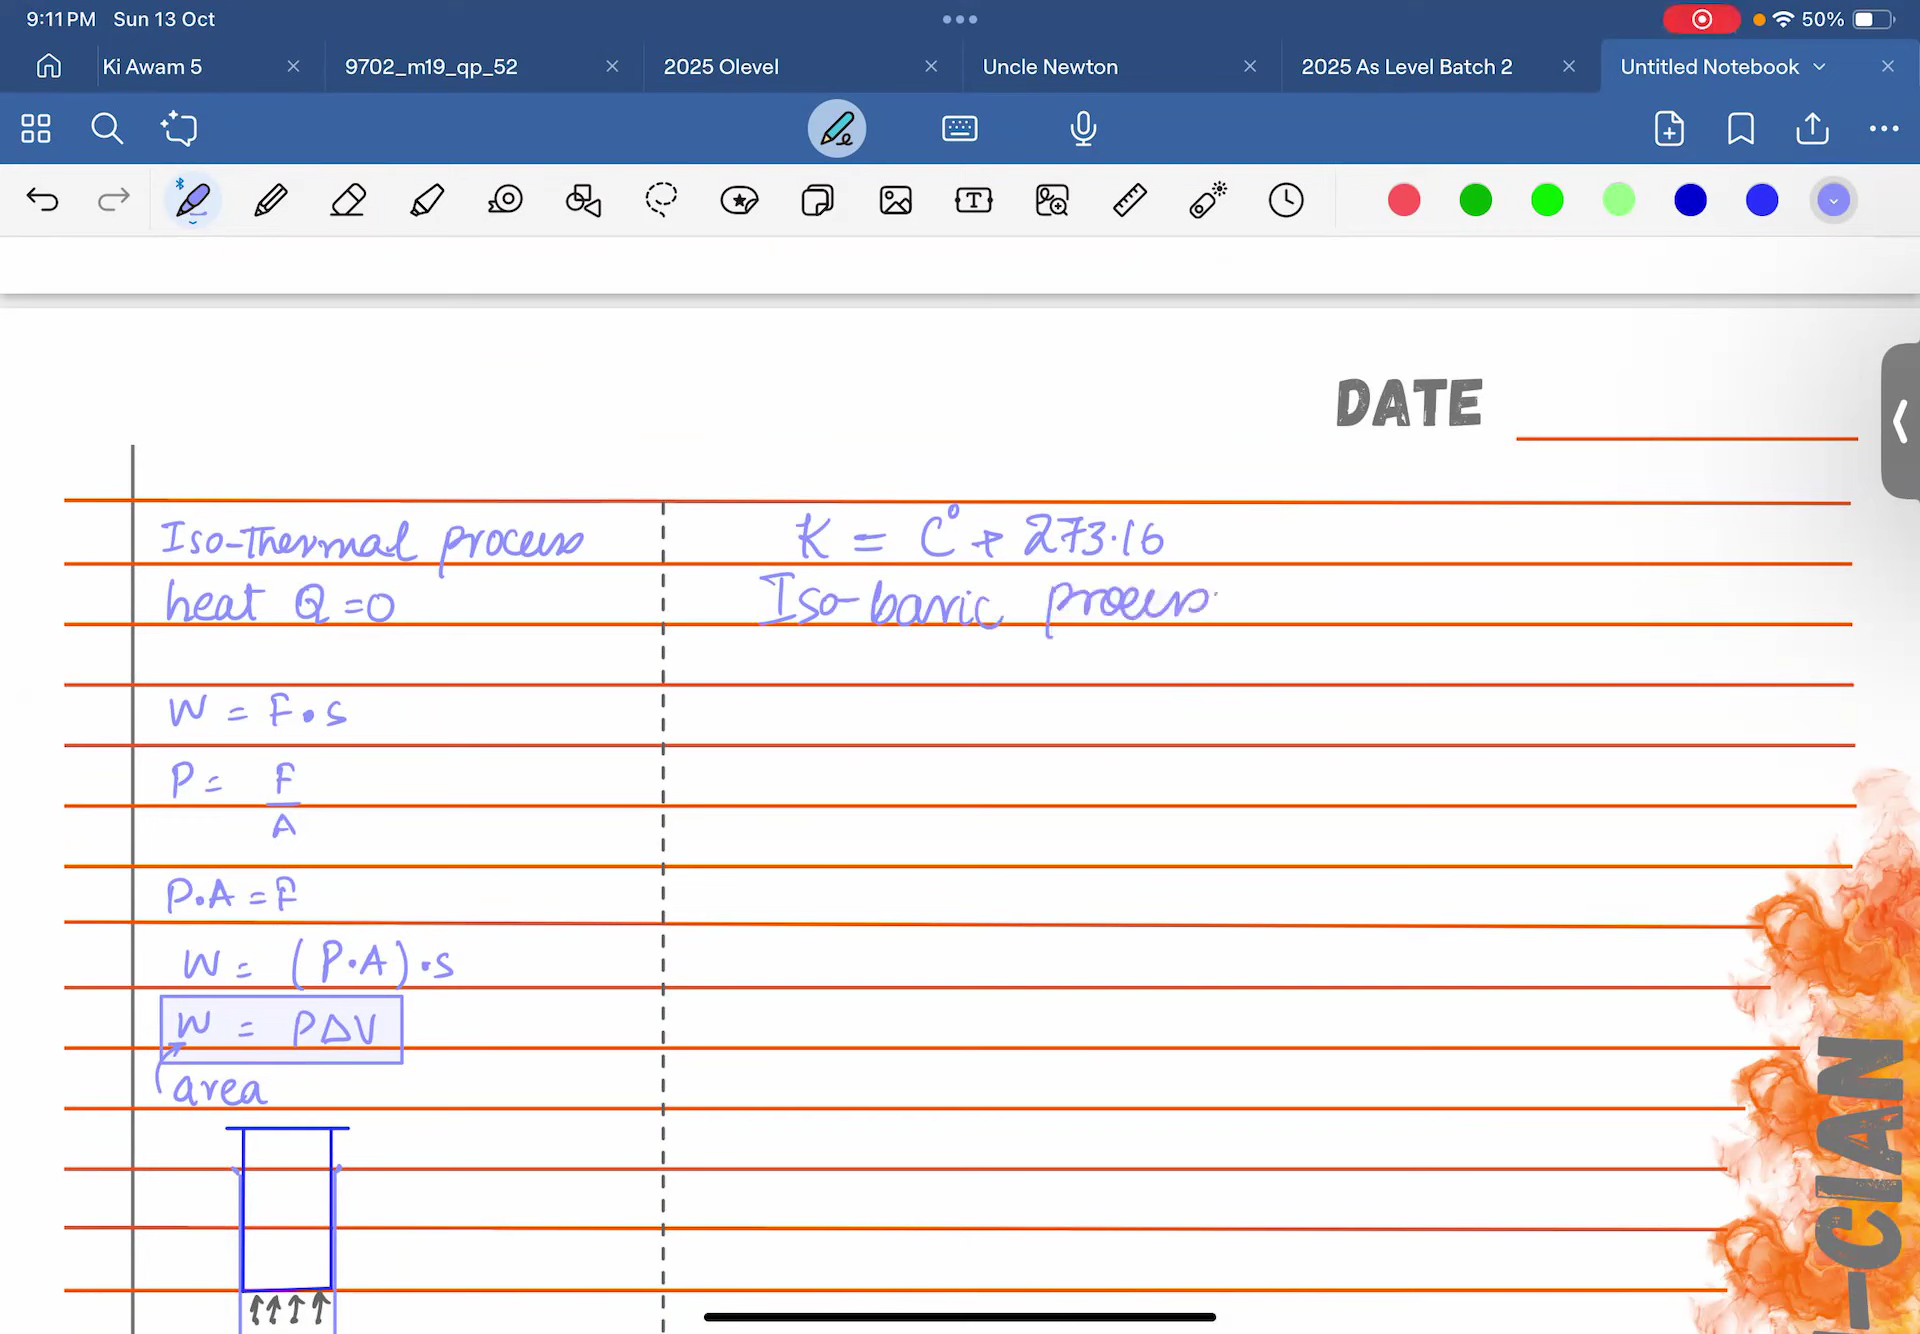 9:11 PM Sun 13 Oct
50%
Ki Awam 5
9702_m19_qp_52
2025 Olevel
Uncle Newton
2025 As Level Batch 2
Untitled Notebook
DATE
Iso-thermal process
heat Q = 0
W = F • s
P = F
A
P • A = F
W = (P • A) • s
W = PΔV
area
K = C° + 273.16
Iso-baric process
-CIAN